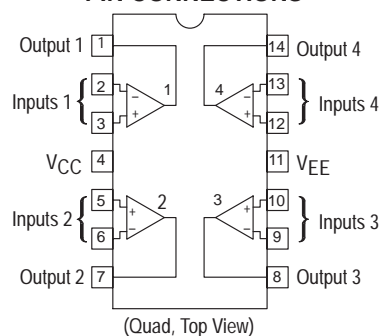 Output 1 1 14 Output 4
Inputs 1 { 2 − 1 4 − 13 } Inputs 4
3 + + 12
VCC 4 11 VEE
Inputs 2 { 5 + 2 3 + 10 } Inputs 3
6 − − 9
Output 2 7 8 Output 3
(Quad, Top View)